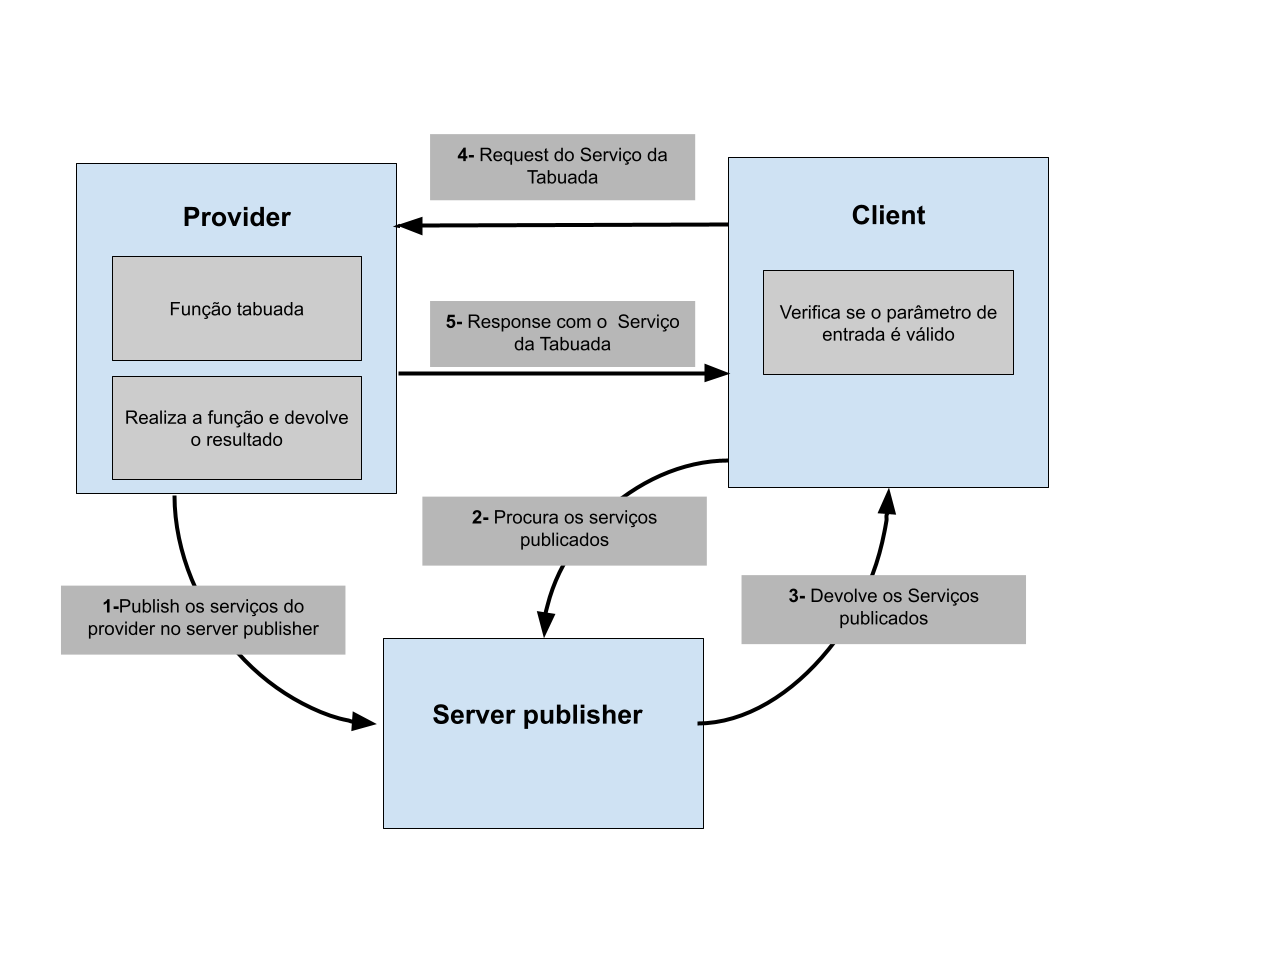 4- Request do Serviço da
Tabuada
Provider
Client
Função tabuada
Verifica se o parâmetro de
entrada é válido
5- Response com o  Serviço
da Tabuada
Realiza a função e devolve
o resultado
2- Procura os serviços
publicados
1-Publish os serviços do
provider no server publisher
3- Devolve os Serviços
publicados
Server publisher